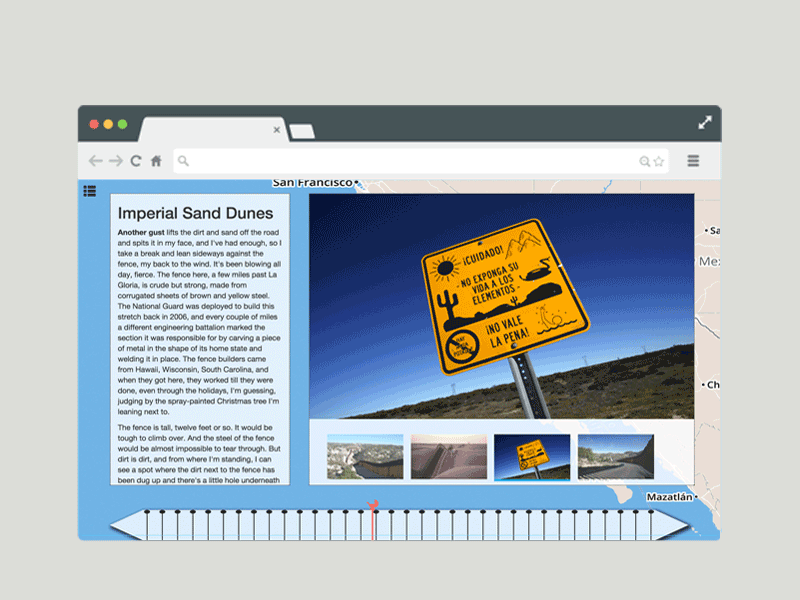 San Francisco
Imperial Sand Dunes
Another gust lifts the dirt and sand off the road
and spits it in my face, and I've had enough, so I
take a break and lean sideways against the
fence, my back to the wind. It's been blowing all
day, fierce. The fence here, a few miles past La
Gloria, is crude but strong, made from
corrugated sheets of brown and yellow steel.
The National Guard was deployed to build this
stretch back in 2006, and every couple of miles
a different engineering battalion marked the
section it was responsible for by carving a piece
of metal in the shape of its home state and
welding it in place. The fence builders came
from Hawaii, Wisconsin, South Carolina, and
when they got here, they worked till they were
done, even through the holidays, I'm guessing,
judging by the spray-painted Christmas tree I'm
leaning next to.
The fence is tall, twelve feet or so. It would be
tough to climb over. And the steel of the fence
would be almost impossible to tear through. But
dirt is dirt, and from where I'm standing, I can
see a spot where the dirt next to the fence has
been dug up and there's a little hole underneath
¡CUIDADO!
NO EXPONGA SU
VIDA A LOS
ELEMENTOS
¡NO VALE
LA PENA!
Sa
Mex
Ch
Mazatlán